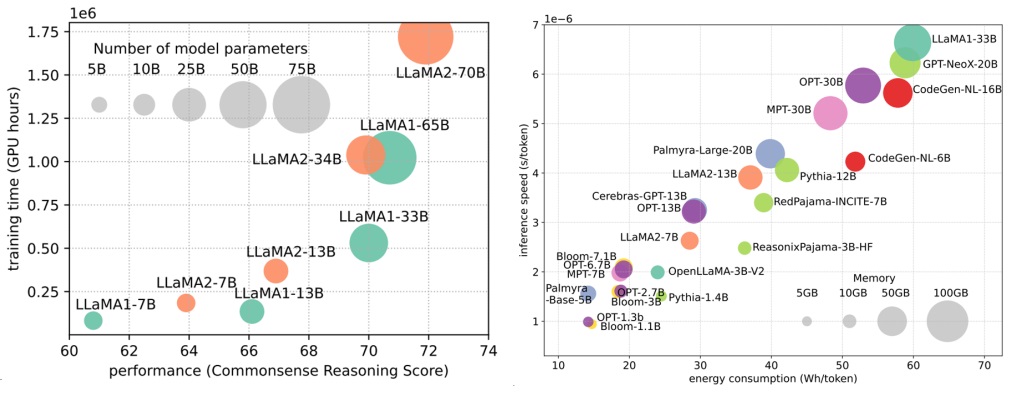 1e6
1.75
1.50
1.25
1.00
0.75
0.50
0.25
training time (GPU hours)
Number of model parameters
5B 10B 25B 50B 75B
LLaMA2-70B
LLaMA1-65B
LLaMA2-34B
LLaMA1-33B
LLaMA2-13B
LLaMA2-7B
LLaMA1-13B
LLaMA1-7B
60 62 64 66 68 70 72 74
performance (Commonsense Reasoning Score)
1e−6
7
6
5
4
3
2
1
inference speed (s/token)
LLaMA1-33B
GPT-NeoX-20B
OPT-30B
CodeGen-NL-16B
MPT-30B
Palmyra-Large-20B
CodeGen-NL-6B
LLaMA2-13B
Pythia-12B
Cerebras-GPT-13B
RedPajama-INCITE-7B
OPT-13B
LLaMA2-7B
ReasonixPajama-3B-HF
Bloom-7.1B
OPT-6.7B
MPT-7B
OpenLLaMA-3B-V2
Palmyra
-Base-5B
OPT-2.7B
Bloom-3B
Pythia-1.4B
OPT-1.3b
Bloom-1.1B
Memory
5GB 10GB 50GB 100GB
10 20 30 40 50 60 70
energy consumption (Wh/token)